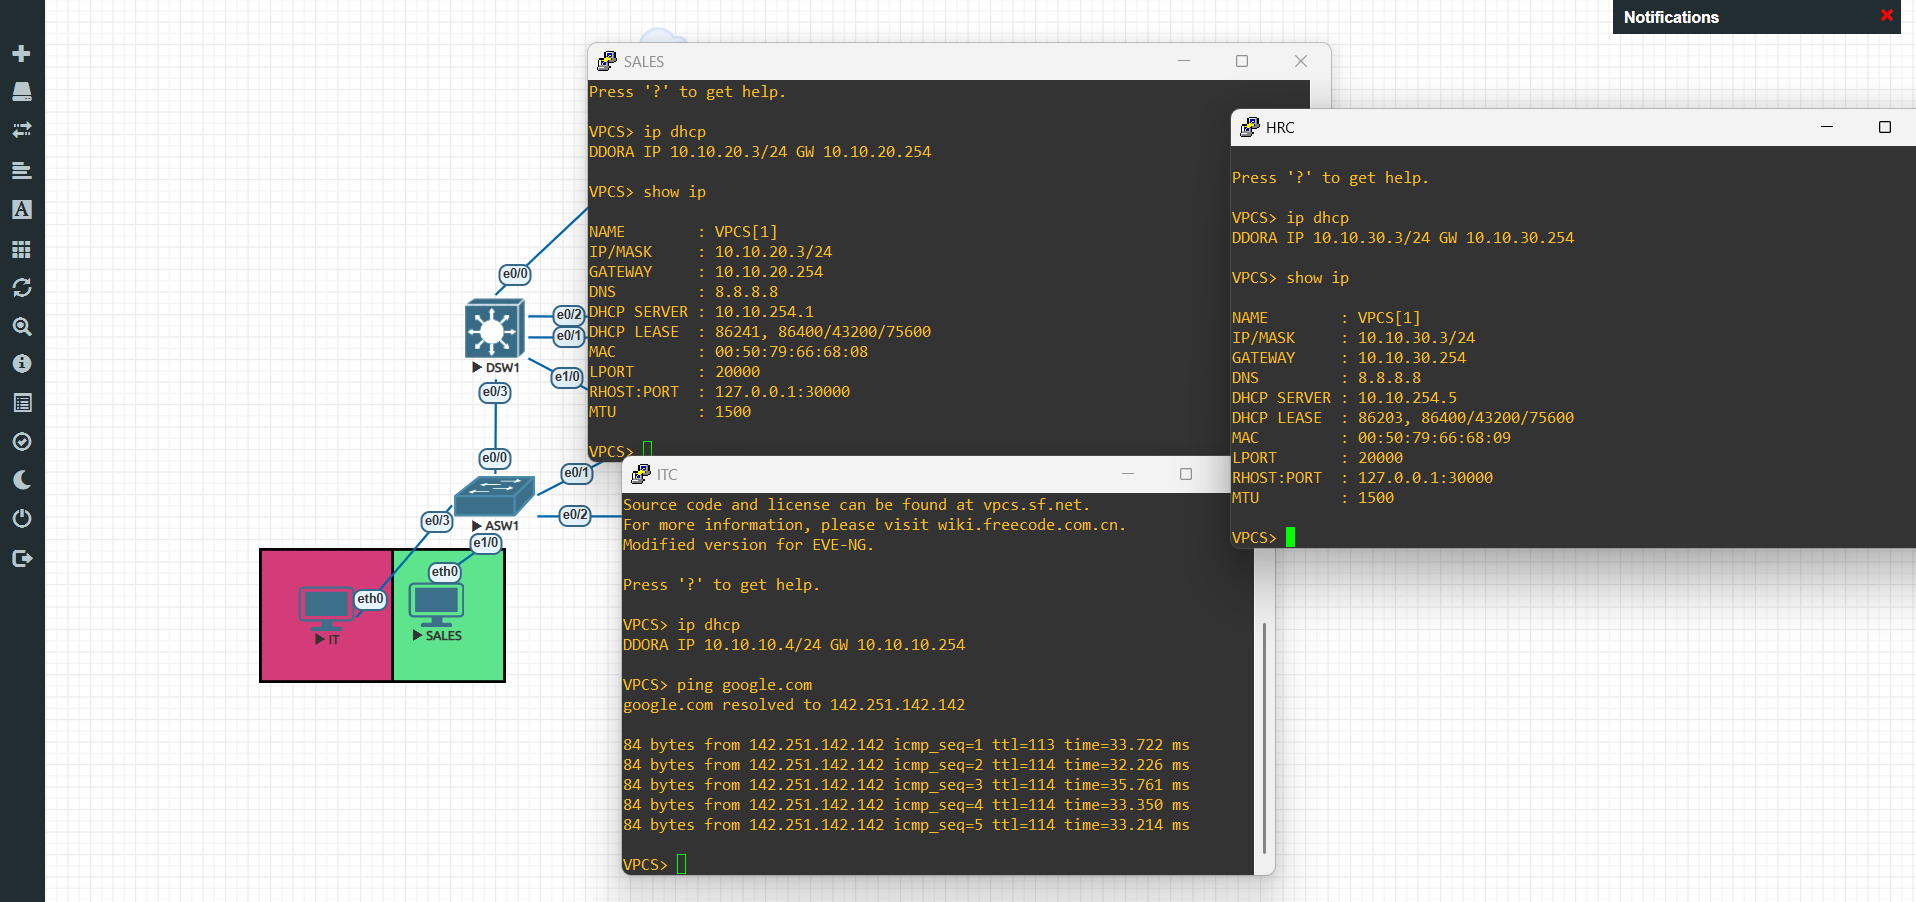 Notifications
SALES
Press '?' to get help.
VPCS> ip dhcp
DDORA IP 10.10.20.3/24 GW 10.10.20.254
VPCS> show ip
NAME : VPCS[1]
IP/MASK : 10.10.20.3/24
GATEWAY : 10.10.20.254
DNS : 8.8.8.8
DHCP SERVER : 10.10.254.1
DHCP LEASE : 86241, 86400/43200/75600
MAC : 00:50:79:66:68:08
LPORT : 20000
RHOST:PORT : 127.0.0.1:30000
MTU : 1500
VPCS>
HRC
Press '?' to get help.
VPCS> ip dhcp
DDORA IP 10.10.30.3/24 GW 10.10.30.254
VPCS> show ip
NAME : VPCS[1]
IP/MASK : 10.10.30.3/24
GATEWAY : 10.10.30.254
DNS : 8.8.8.8
DHCP SERVER : 10.10.254.5
DHCP LEASE : 86203, 86400/43200/75600
MAC : 00:50:79:66:68:09
LPORT : 20000
RHOST:PORT : 127.0.0.1:30000
MTU : 1500
VPCS>
ITC
Source code and license can be found at vpcs.sf.net.
For more information, please visit wiki.freecode.com.cn.
Modified version for EVE-NG.
Press '?' to get help.
VPCS> ip dhcp
DDORA IP 10.10.10.4/24 GW 10.10.10.254
VPCS> ping google.com
google.com resolved to 142.251.142.142
84 bytes from 142.251.142.142 icmp_seq=1 ttl=113 time=33.722 ms
84 bytes from 142.251.142.142 icmp_seq=2 ttl=114 time=32.226 ms
84 bytes from 142.251.142.142 icmp_seq=3 ttl=114 time=35.761 ms
84 bytes from 142.251.142.142 icmp_seq=4 ttl=114 time=33.350 ms
84 bytes from 142.251.142.142 icmp_seq=5 ttl=114 time=33.214 ms
VPCS>
e0/0
e0/2
e0/1
DSW1
e1/0
e0/3
e0/0
e0/1
e0/2
e0/3
ASW1
e1/0
eth0
eth0
IT
SALES